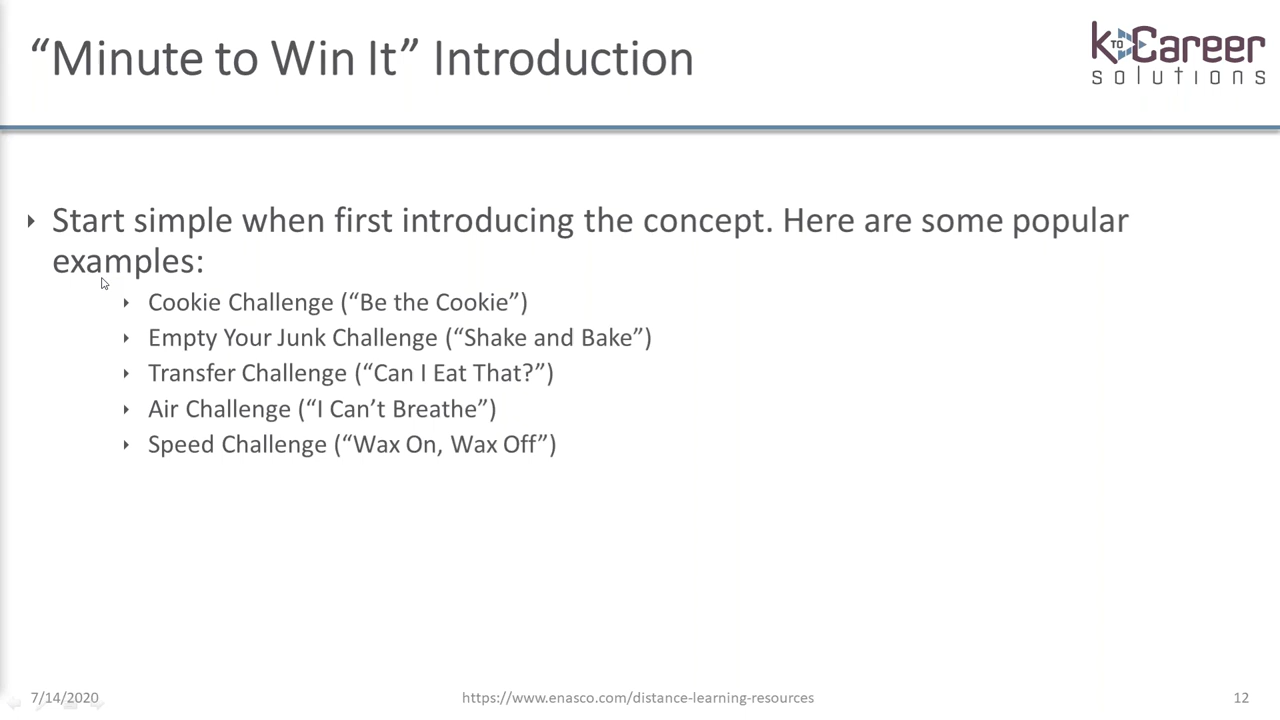 “Minute to Win It” Introduction
K TO Career
solutions
Start simple when first introducing the concept. Here are some popular
examples:
Cookie Challenge (“Be the Cookie”)
Empty Your Junk Challenge (“Shake and Bake”)
Transfer Challenge (“Can I Eat That?”)
Air Challenge (“I Can’t Breathe”)
Speed Challenge (“Wax On, Wax Off”)
7/14/2020
https://www.enasco.com/distance-learning-resources
12